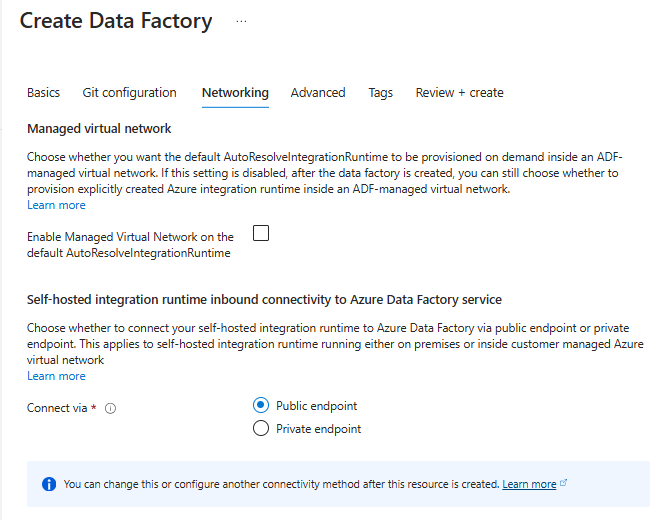 Create Data Factory ...
Basics Git configuration Networking Advanced Tags Review + create
Managed virtual network
Choose whether you want the default AutoResolveIntegrationRuntime to be provisioned on demand inside an ADF-
managed virtual network. If this setting is disabled, after the data factory is created, you can still choose whether to
provision explicitly created Azure integration runtime inside an ADF-managed virtual network.
Learn more
Enable Managed Virtual Network on the
default AutoResolveIntegrationRuntime
Self-hosted integration runtime inbound connectivity to Azure Data Factory service
Choose whether to connect your self-hosted integration runtime to Azure Data Factory via public endpoint or private
endpoint. This applies to self-hosted integration runtime running either on premises or inside customer managed Azure
virtual network
Learn more
Connect via * Public endpoint
Private endpoint
You can change this or configure another connectivity method after this resource is created. Learn more